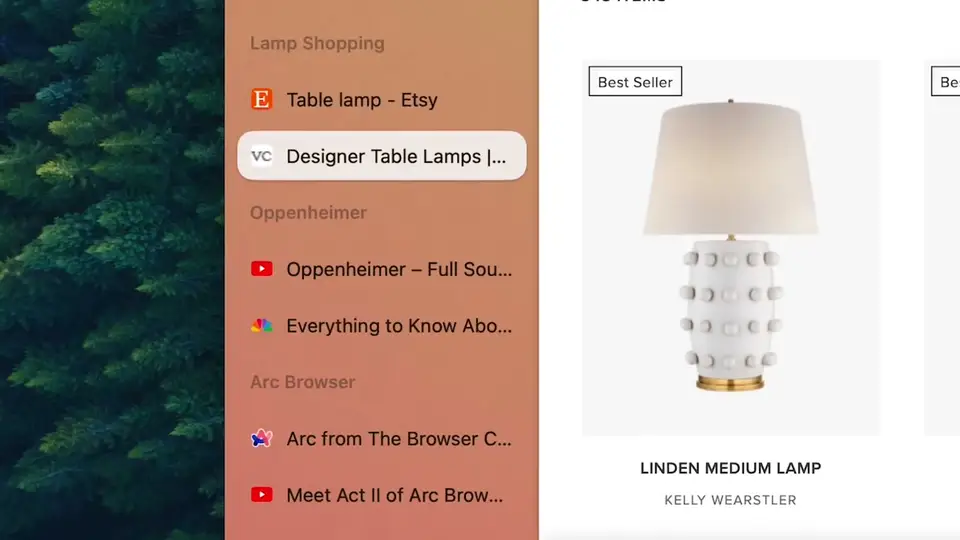 Lamp Shopping
Table lamp - Etsy
Designer Table Lamps |...
Oppenheimer
Oppenheimer – Full Sou...
Everything to Know Abo...
Arc Browser
Arc from The Browser C...
Meet Act II of Arc Brow...
Best Seller
LINDEN MEDIUM LAMP
KELLY WEARSTLER
E
VC